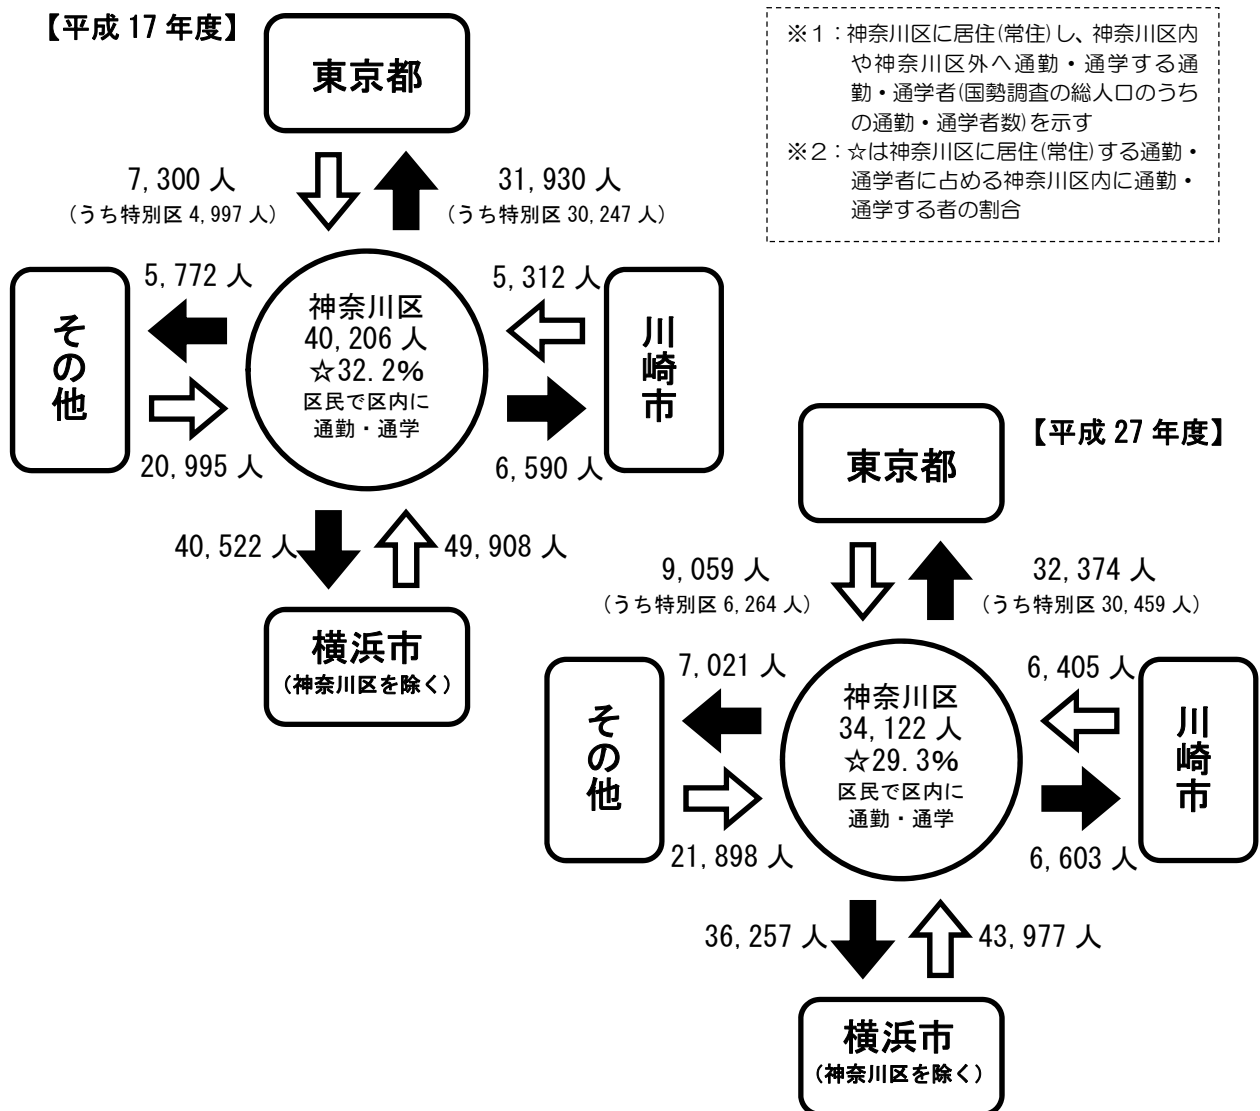 【平成 17 年度】
東京都
7,300 人
(うち特別区 4,997 人)
31,930 人
(うち特別区 30,247 人)
その他
5,772 人
20,995 人
神奈川区
40,206 人
☆32.2%
区民で区内に
通勤・通学
5,312 人
6,590 人
川崎市
40,522 人
49,908 人
横浜市
(神奈川区を除く)
※1:神奈川区に居住(常住)し、神奈川区内
や神奈川区外へ通勤・通学する通
勤・通学者(国勢調査の総人口のうち
の通勤・通学者数)を示す
※2:☆は神奈川区に居住(常住)する通勤・
通学者に占める神奈川区内に通勤・
通学する者の割合
【平成 27 年度】
東京都
9,059 人
(うち特別区 6,264 人)
32,374 人
(うち特別区 30,459 人)
その他
7,021 人
21,898 人
神奈川区
34,122 人
☆29.3%
区民で区内に
通勤・通学
6,405 人
6,603 人
川崎市
36,257 人
43,977 人
横浜市
(神奈川区を除く)